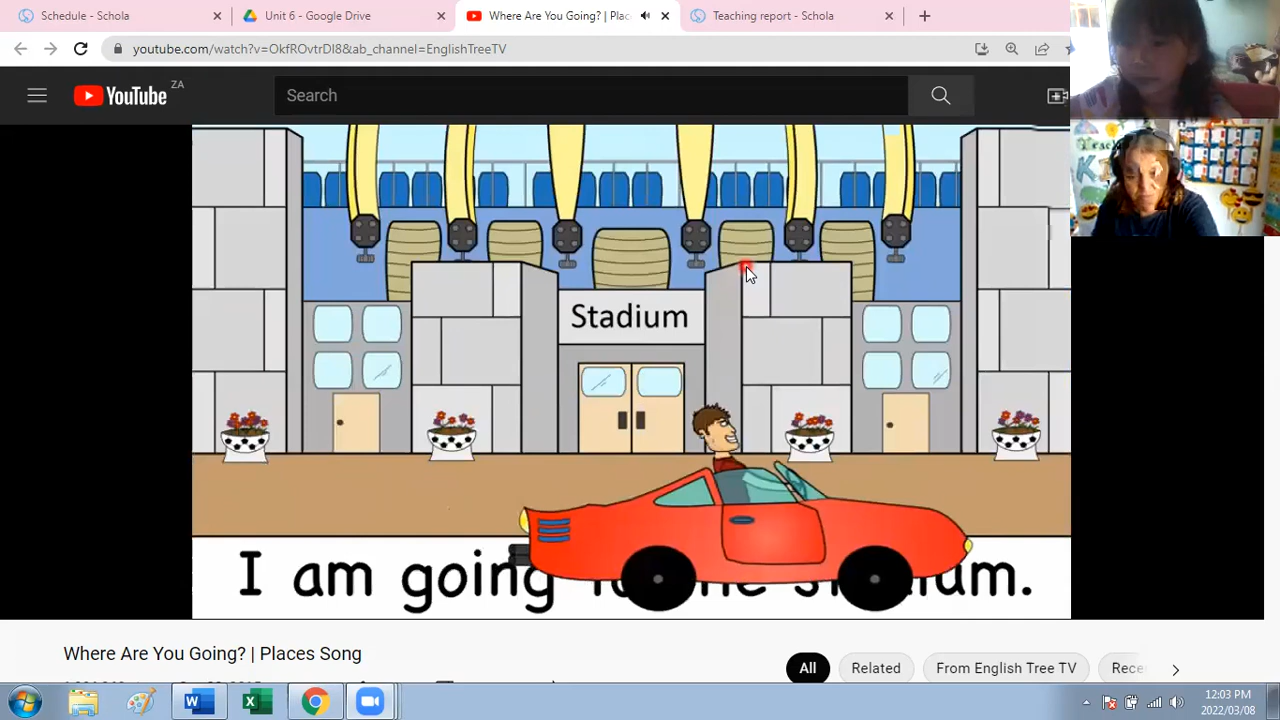 Schedule - Schola
Unit 6 - Google Driv
Where Are You Going? | Places
Teaching report - Schola
youtube.com/watch?v=OkfROvtrDI8&ab_channel=EnglishTreeTV
YouTube ZA
Search
Stadium
I am going
Where Are You Going? | Places Song
All
Related
From English Tree TV
Rece
12:03 PM
2022/03/08